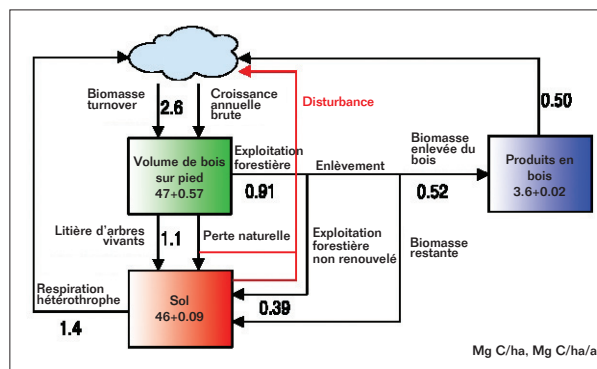 Biomasse
turnover
2.6
Croissance
annuelle
brute
Disturbance
0.50
Volume de bois
sur pied
47+0.57
Exploitation
forestière
0.91
Enlèvement
Biomasse
enlevée du
bois
0.52
Produits en
bois
3.6+0.02
Litière d'arbres
vivants
1.1
Perte naturelle
Exploitation
forestière
non renouvelé
Biomasse
restante
Respiration
hétérothrophe
1.4
Sol
46+0.09
0.39
Mg C/ha, Mg C/ha/a